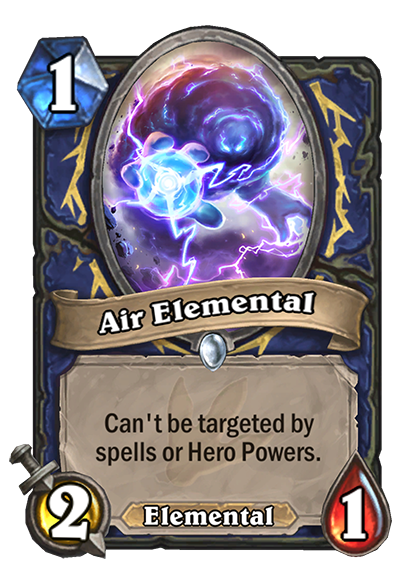 1
Air Elemental
Can't be targeted by
spells or Hero Powers.
2
Elemental
1